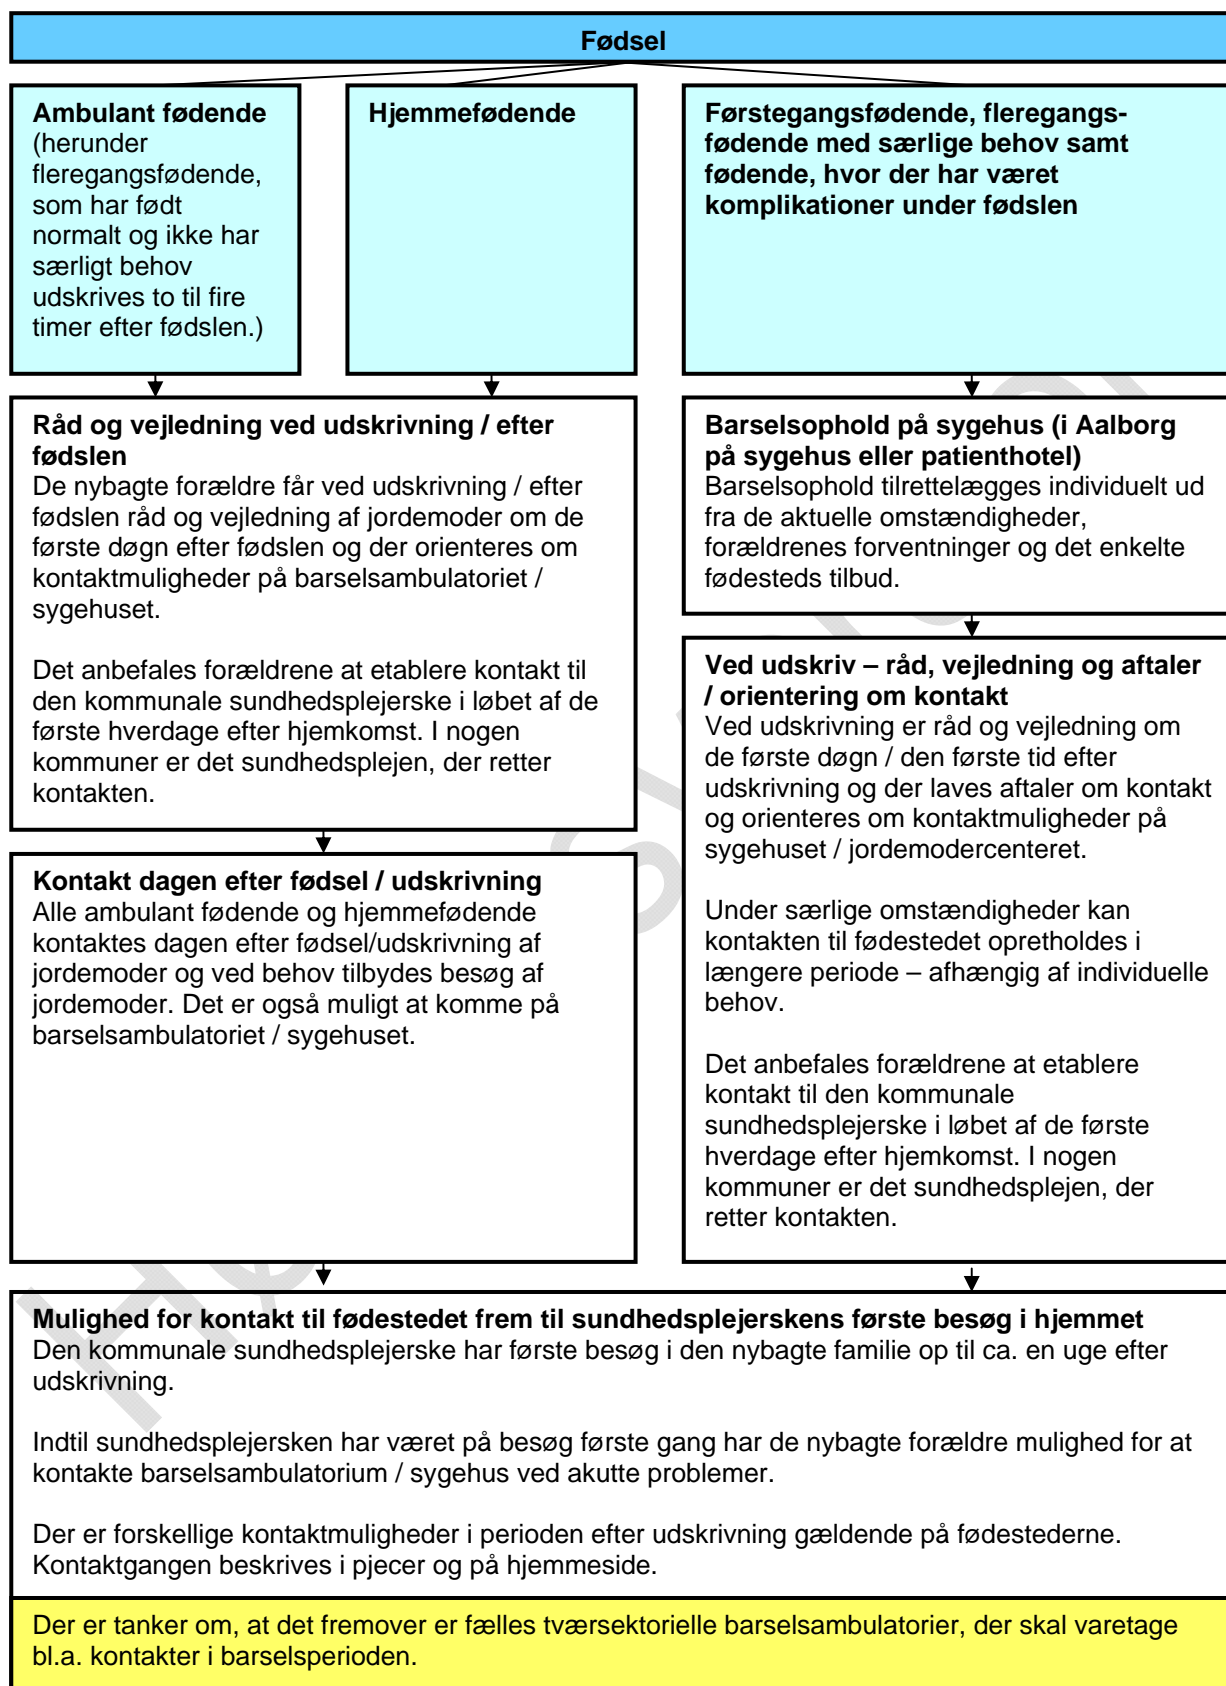 Fødsel
Ambulant fødende
(herunder
fleregangsfødende,
som har født
normalt og ikke har
særligt behov
udskrives to til fire
timer efter fødslen.)
Hjemmefødende
Førstegangsfødende, fleregangs-
fødende med særlige behov samt
fødende, hvor der har været
komplikationer under fødslen
Råd og vejledning ved udskrivning / efter
fødslen
De nybagte forældre får ved udskrivning / efter
fødslen råd og vejledning af jordemoder om de
første døgn efter fødslen og der orienteres om
kontaktmuligheder på barselsambulatoriet /
sygehuset.
Det anbefales forældrene at etablere kontakt til
den kommunale sundhedsplejerske i løbet af de
første hverdage efter hjemkomst. I nogen
kommuner er det sundhedsplejen, der retter
kontakten.
Kontakt dagen efter fødsel / udskrivning
Alle ambulant fødende og hjemmefødende
kontaktes dagen efter fødsel/udskrivning af
jordemoder og ved behov tilbydes besøg af
jordemoder. Det er også muligt at komme på
barselsambulatoriet / sygehuset.
Barselsophold på sygehus (i Aalborg
på sygehus eller patienthotel)
Barselsophold tilrettelægges individuelt ud
fra de aktuelle omstændigheder,
forældrenes forventninger og det enkelte
fødesteds tilbud.
Ved udskriv – råd, vejledning og aftaler
/ orientering om kontakt
Ved udskrivning er råd og vejledning om
de første døgn / den første tid efter
udskrivning og der laves aftaler om kontakt
og orienteres om kontaktmuligheder på
sygehuset / jordemodercenteret.
Under særlige omstændigheder kan
kontakten til fødestedet opretholdes i
længere periode – afhængig af individuelle
behov.
Det anbefales forældrene at etablere
kontakt til den kommunale
sundhedsplejerske i løbet af de første
hverdage efter hjemkomst. I nogen
kommuner er det sundhedsplejen, der
retter kontakten.
Mulighed for kontakt til fødestedet frem til sundhedsplejerskens første besøg i hjemmet
Den kommunale sundhedsplejerske har første besøg i den nybagte familie op til ca. en uge efter
udskrivning.
Indtil sundhedsplejersken har været på besøg første gang har de nybagte forældre mulighed for at
kontakte barselsambulatorium / sygehus ved akutte problemer.
Der er forskellige kontaktmuligheder i perioden efter udskrivning gældende på fødestederne.
Kontaktgangen beskrives i pjecer og på hjemmeside.
Der er tanker om, at det fremover er fælles tværsektorielle barselsambulatorier, der skal varetage
bl.a. kontakter i barselsperioden.